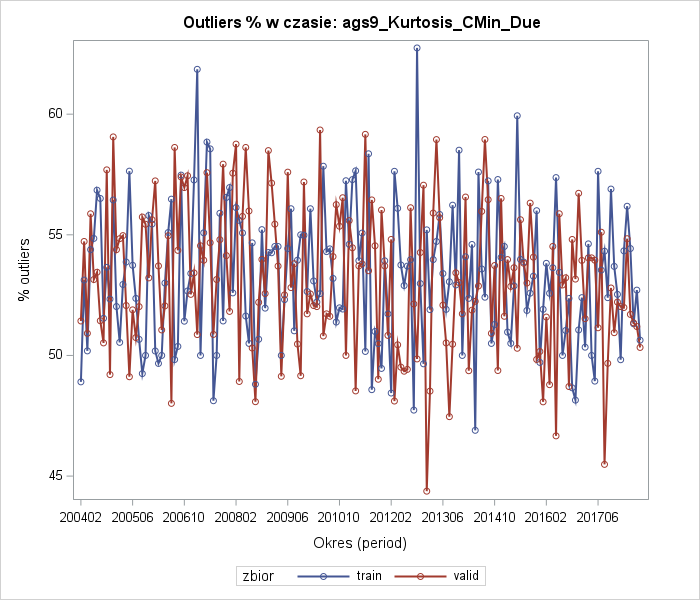 Outliers % w czasie: ags9_Kurtosis_CMin_Due
% outliers
60
55
50
45
200402 200506 200610 200802 200906 201010 201202 201306 201410 201602 201706
Okres (period)
zbior train valid